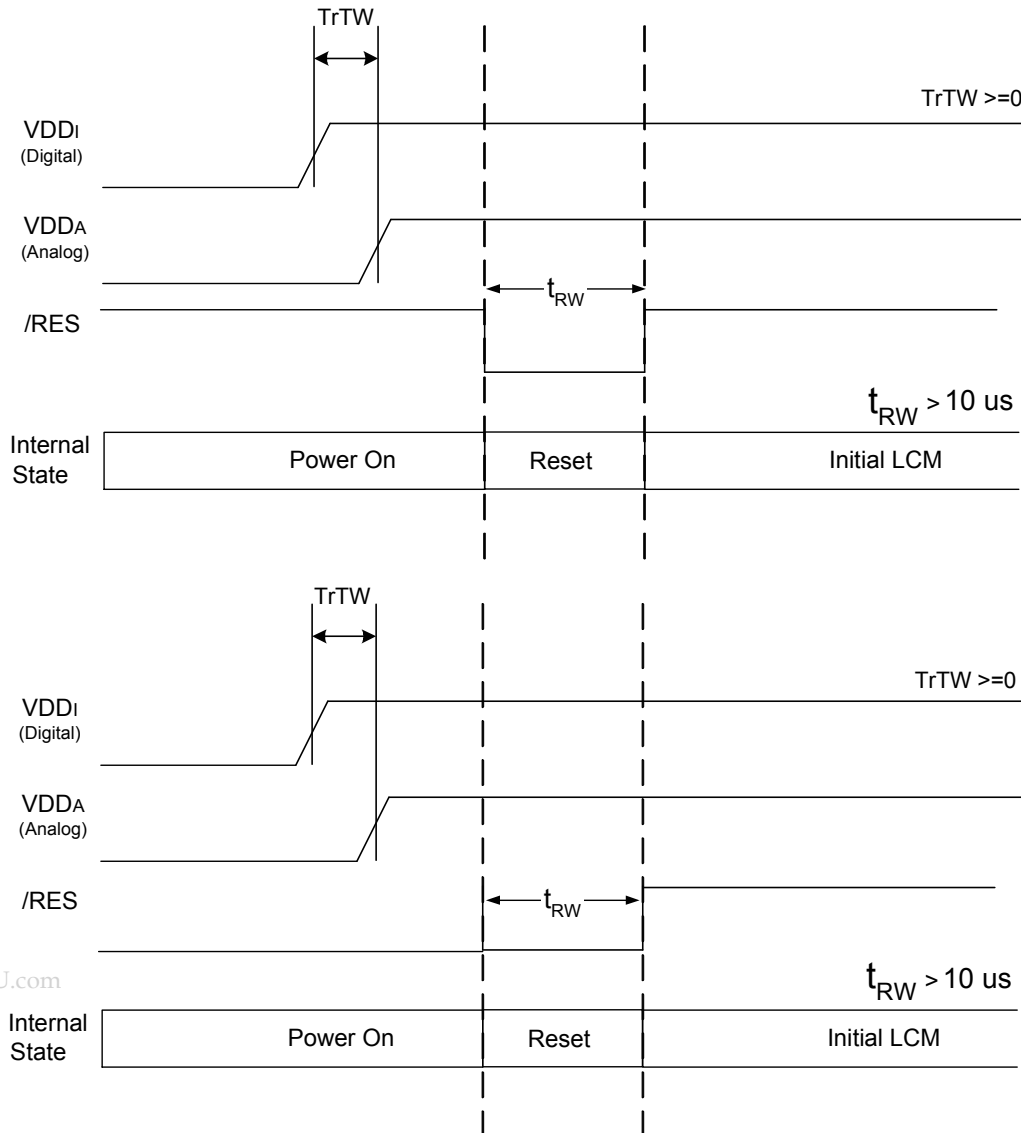 TrTW
TrTW >=0
VDDI
(Digital)
VDDA
(Analog)
tRW
/RES
tRW > 10 us
Internal
State
Power On
Reset
Initial LCM
TrTW
TrTW >=0
VDDI
(Digital)
VDDA
(Analog)
/RES
tRW
U.com
tRW > 10 us
Internal
State
Power On
Reset
Initial LCM